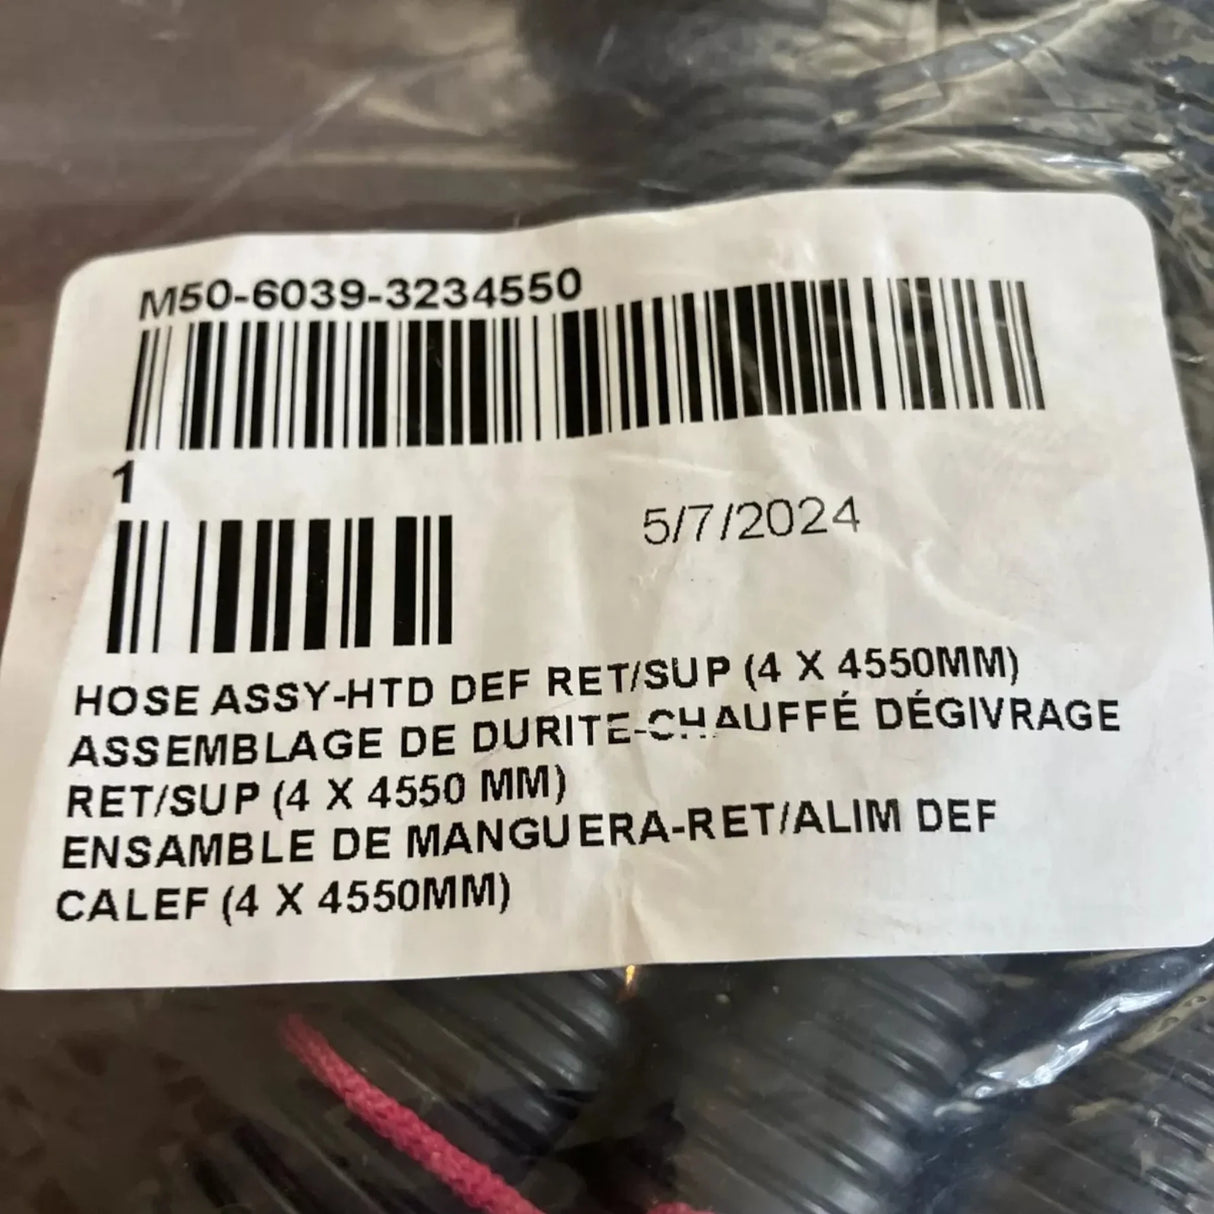 M50-6039-3234550
1
5/7/2024
HOSE ASSY-HTD DEF RET/SUP (4 X 4550MM)
ASSEMBLAGE DE DURITE-CHAUFFÉ DÉGIVRAGE
RET/SUP (4 X 4550 MM)
ENSAMBLE DE MANGUERA-RET/ALIM DEF
CALEF (4 X 4550MM)